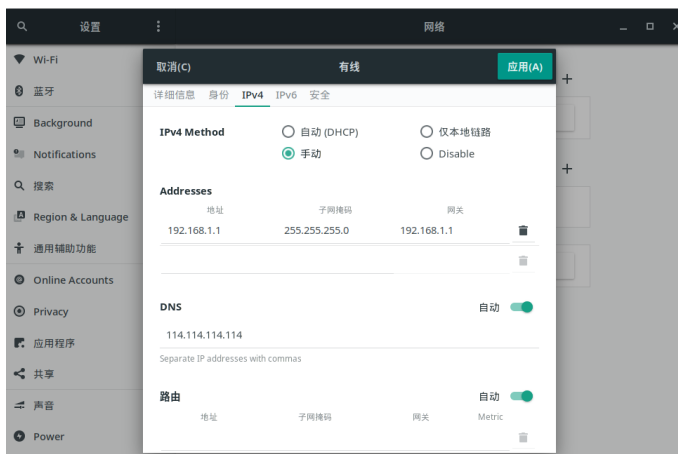 设置
网络
Wi-Fi
蓝牙
Background
Notifications
搜索
Region & Language
通用辅助功能
Online Accounts
Privacy
应用程序
共享
声音
Power
取消(C)
有线
应用(A)
详细信息 身份 IPv4 IPv6 安全
IPv4 Method
自动 (DHCP)
仅本地链路
手动
Disable
Addresses
地址 子网掩码 网关
192.168.1.1 255.255.255.0 192.168.1.1
DNS 自动
114.114.114.114
Separate IP addresses with commas
路由 自动
地址 子网掩码 网关 Metric